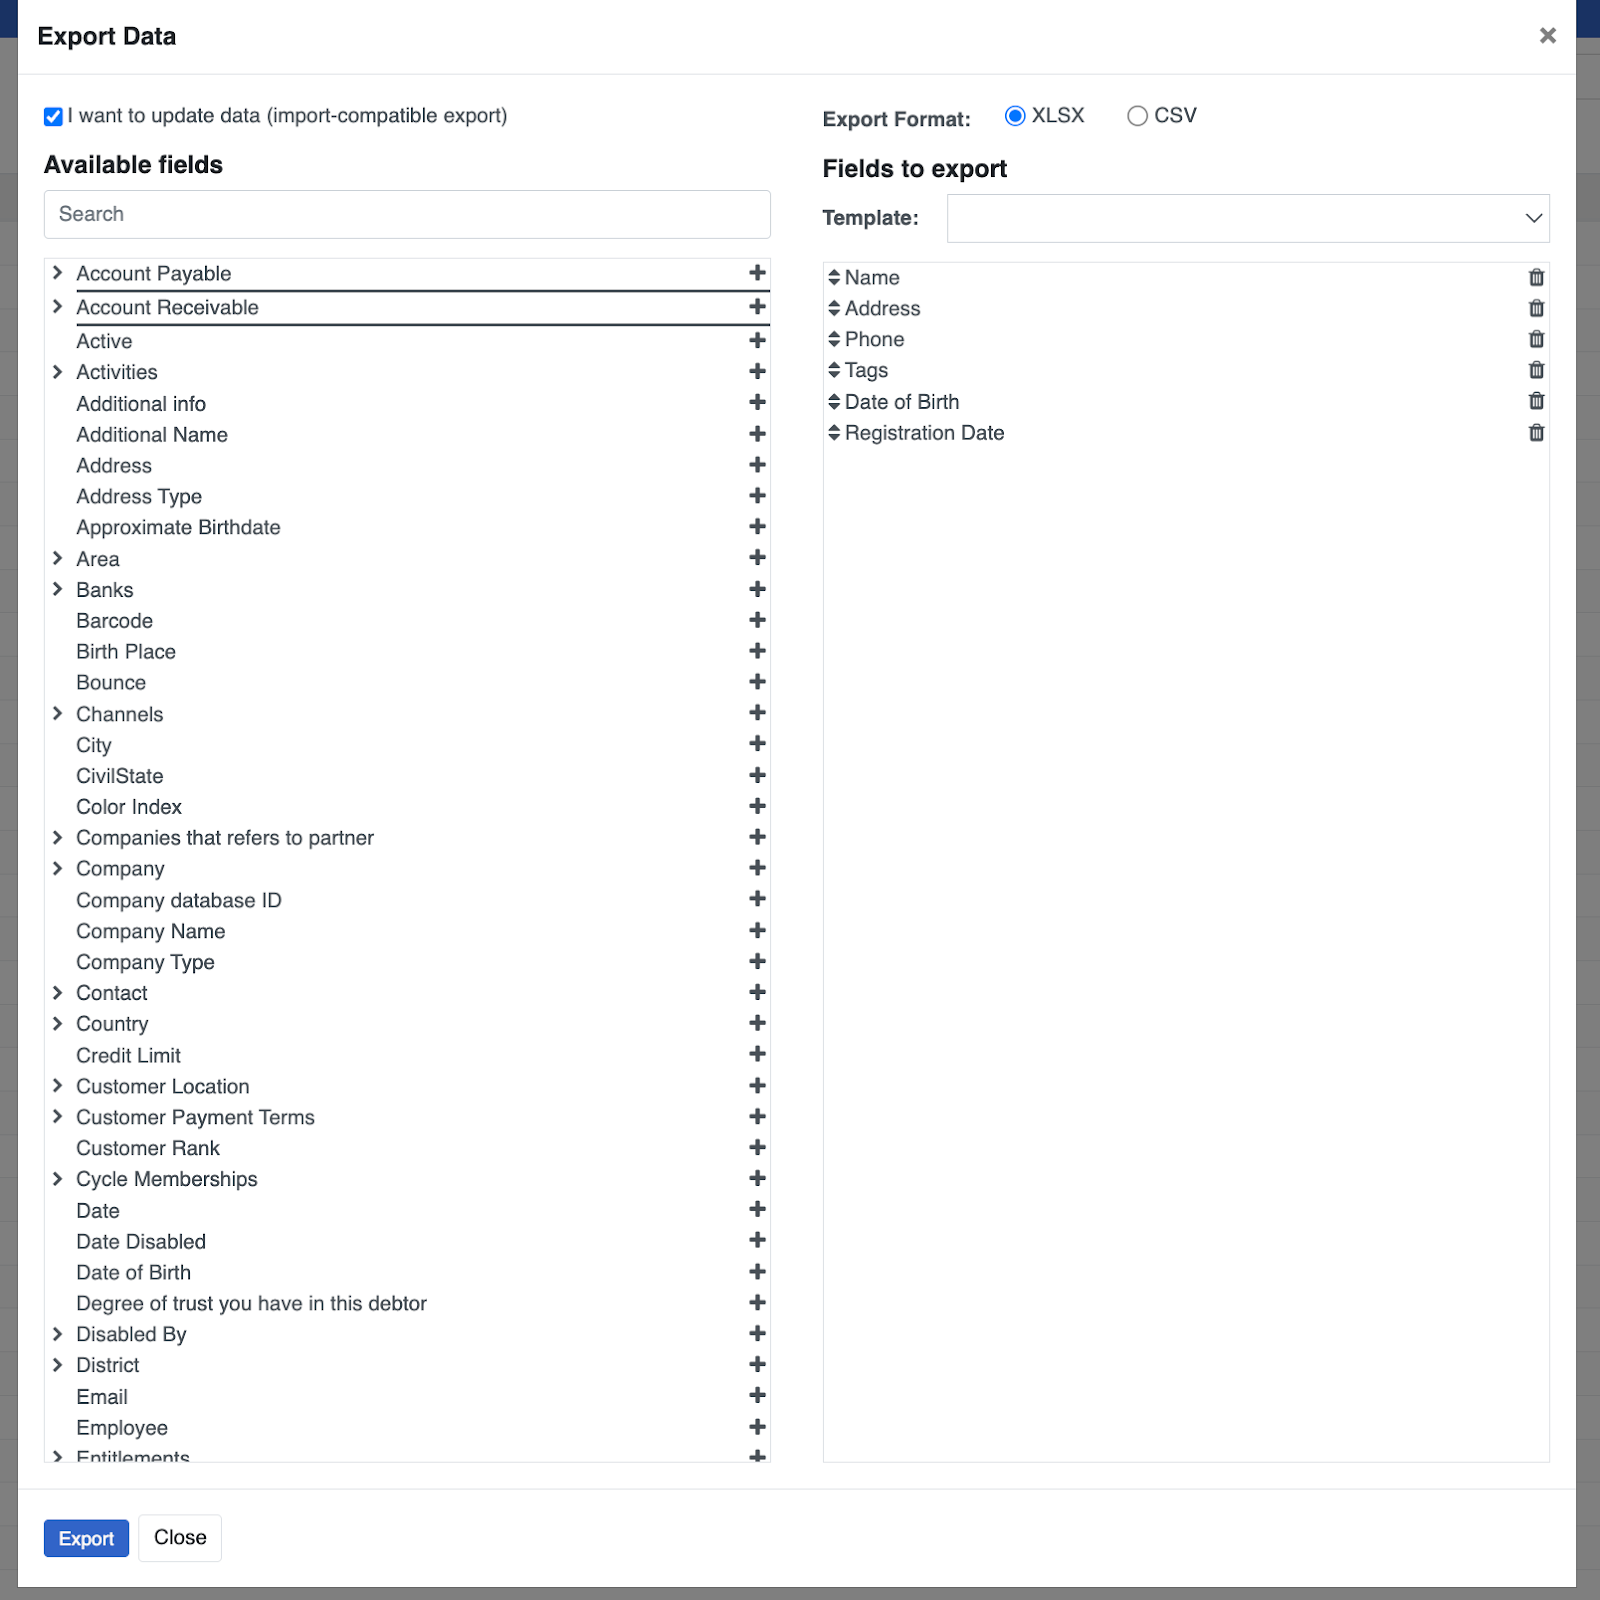 Export Data
I want to update data (import-compatible export)
Available fields
Search
Account Payable
Account Receivable
Active
Activities
Additional info
Additional Name
Address
Address Type
Approximate Birthdate
Area
Banks
Barcode
Birth Place
Bounce
Channels
City
CivilState
Color Index
Companies that refers to partner
Company
Company database ID
Company Name
Company Type
Contact
Country
Credit Limit
Customer Location
Customer Payment Terms
Customer Rank
Cycle Memberships
Date
Date Disabled
Date of Birth
Degree of trust you have in this debtor
Disabled By
District
Email
Employee
Entitlements
Export Format: XLSX CSV
Fields to export
Template:
Name
Address
Phone
Tags
Date of Birth
Registration Date
Export Close